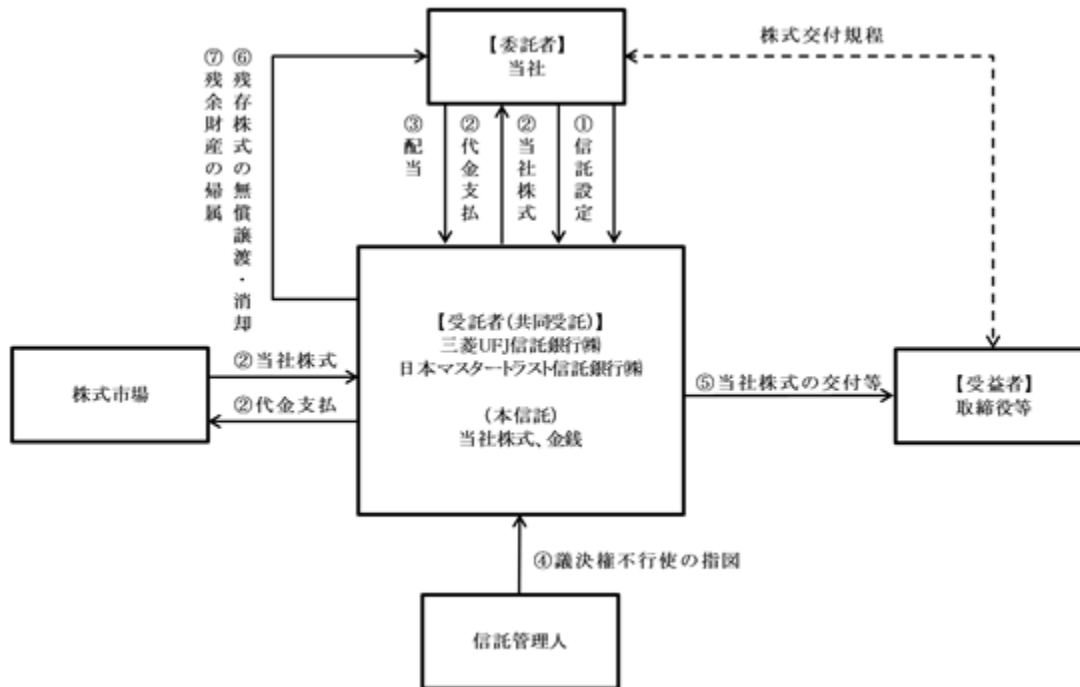 【委託者】
当社
株式交付規程
⑦残余財産の帰属
⑥残存株式の無償譲渡・消却
③配当
②代金支払
②当社株式
①信託設定
【受託者(共同受託)】
三菱UFJ信託銀行㈱
日本マスタートラスト信託銀行㈱
(本信託)
当社株式、金銭
株式市場
②当社株式
②代金支払
⑤当社株式の交付等
【受益者】
取締役等
④議決権不行使の指図
信託管理人